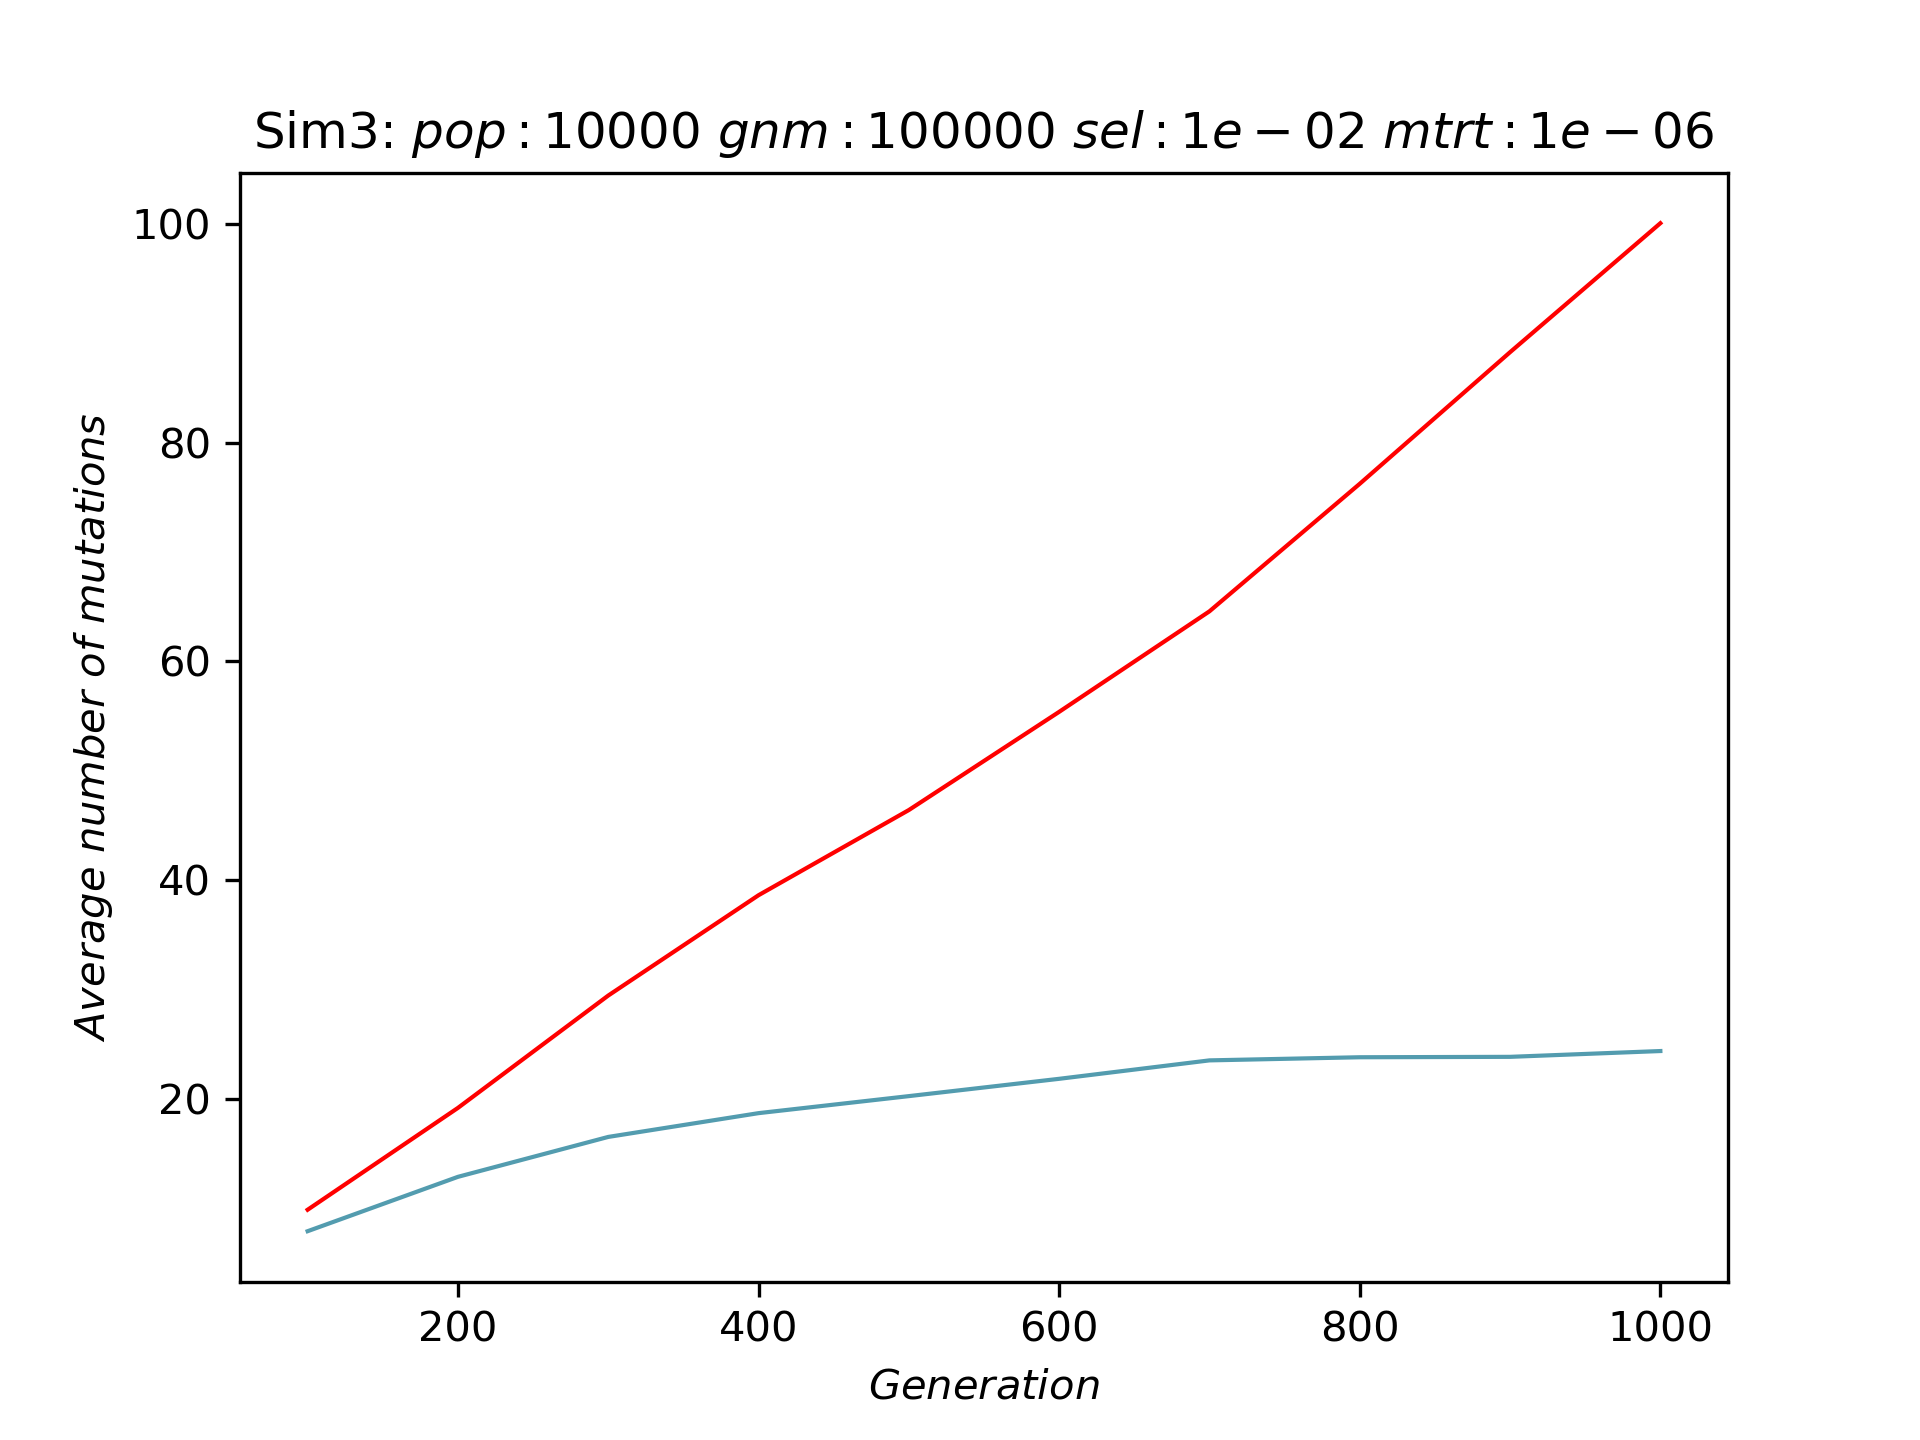 Sim3: pop : 10000 gnm : 100000 sel : 1e − 02 mtrt : 1e − 06
100
80
60
40
20
Average number of mutations
200 400 600 800 1000
Generation